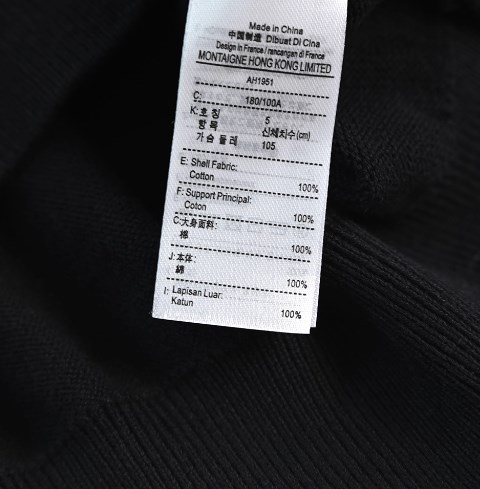 Made in China
中国制造 Dibuat Di Cina
Design in France / rancangan di France
MONTAIGNE HONG KONG LIMITED
AH1951
C: 180/100A
K: 호 칭 5
항 목 신체치수(cm)
가슴 둘레 105
E: Shell Fabric:
Cotton 100%
F: Support Principal:
Coton 100%
C:大身面料:
棉 100%
J: 本体:
綿 100%
I: Lapisan Luar:
Katun 100%